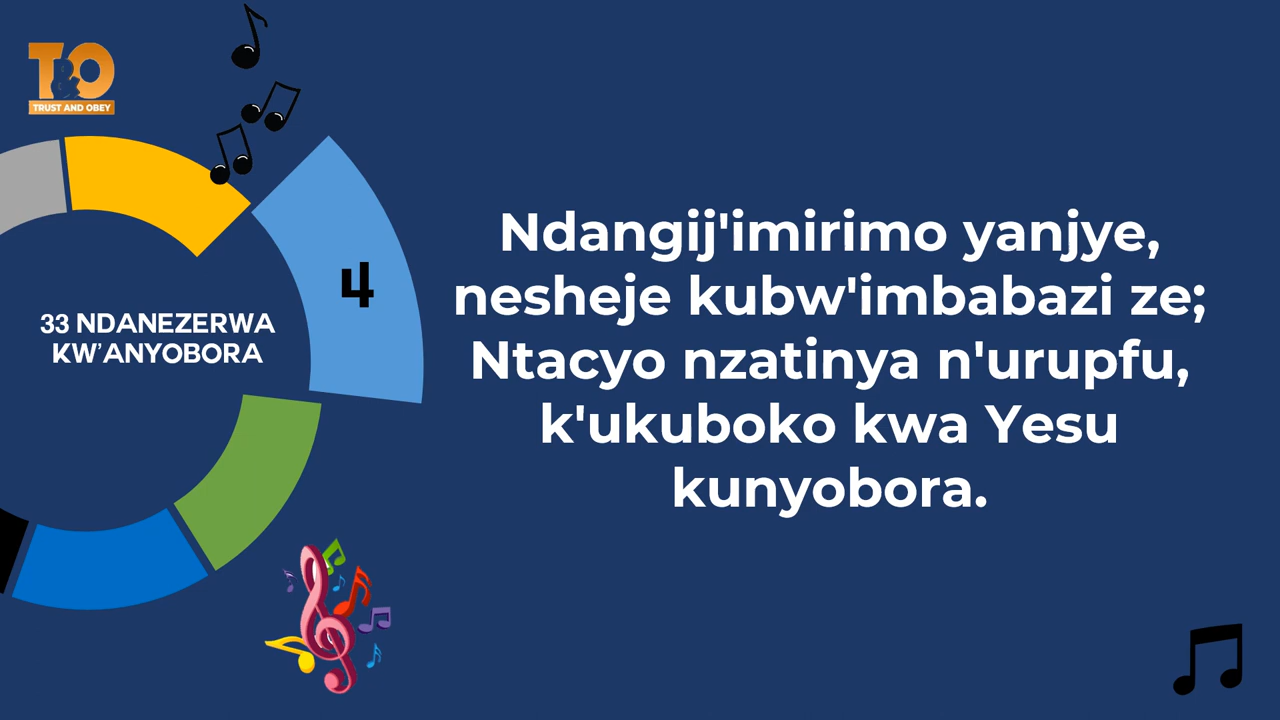 T&O
TRUST AND OBEY
4
33 NDANEZERWA
KW'ANYOBORA
Ndangij'imirimo yanjye,
nesheje kubw'imbabazi ze;
Ntacyo nzatinya n'urupfu,
k'ukuboko kwa Yesu
kunyobora.